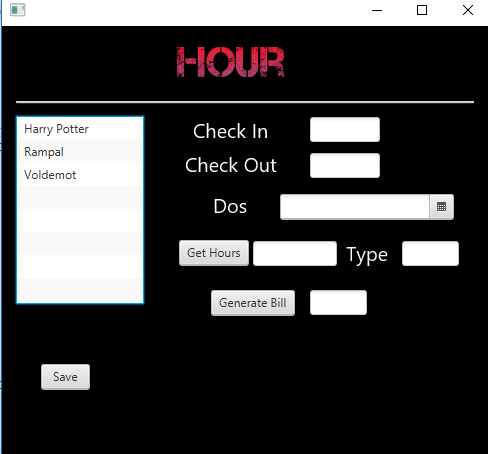 HOUR
Harry Potter
Rampal
Voldemot
Check In
Check Out
Dos
Get Hours
Type
Generate Bill
Save